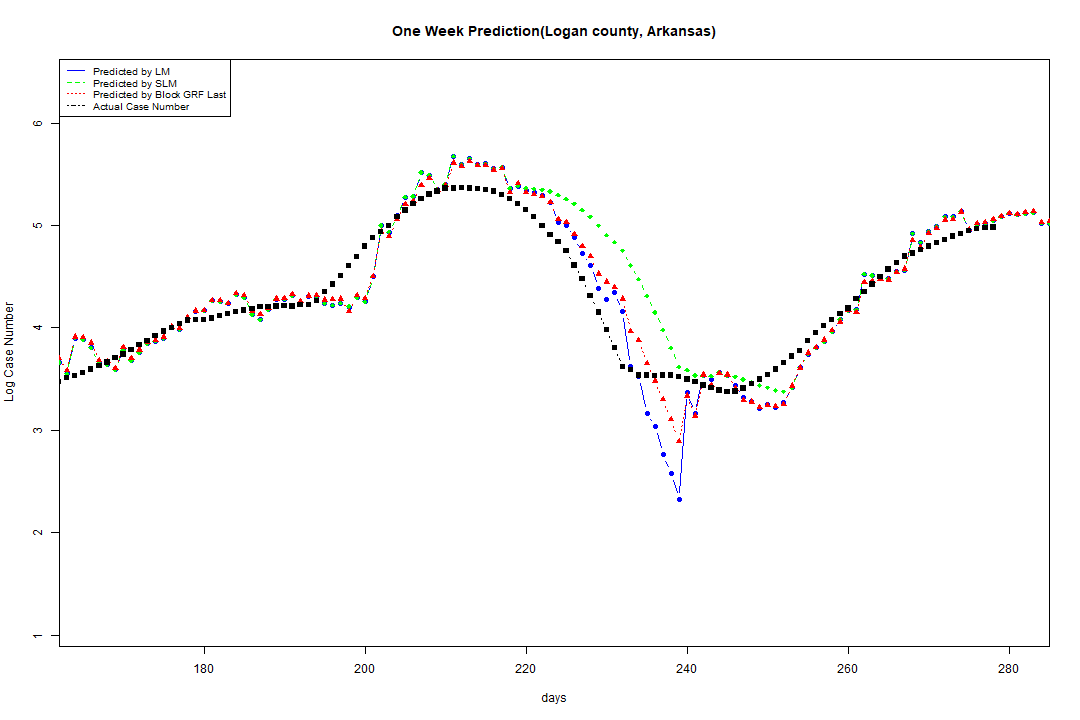 One Week Prediction(Logan county, Arkansas)
Predicted by LM
Predicted by SLM
Predicted by Block GRF Last
Actual Case Number
6
5
4
3
2
1
Log Case Number
180 200 220 240 260 280
days